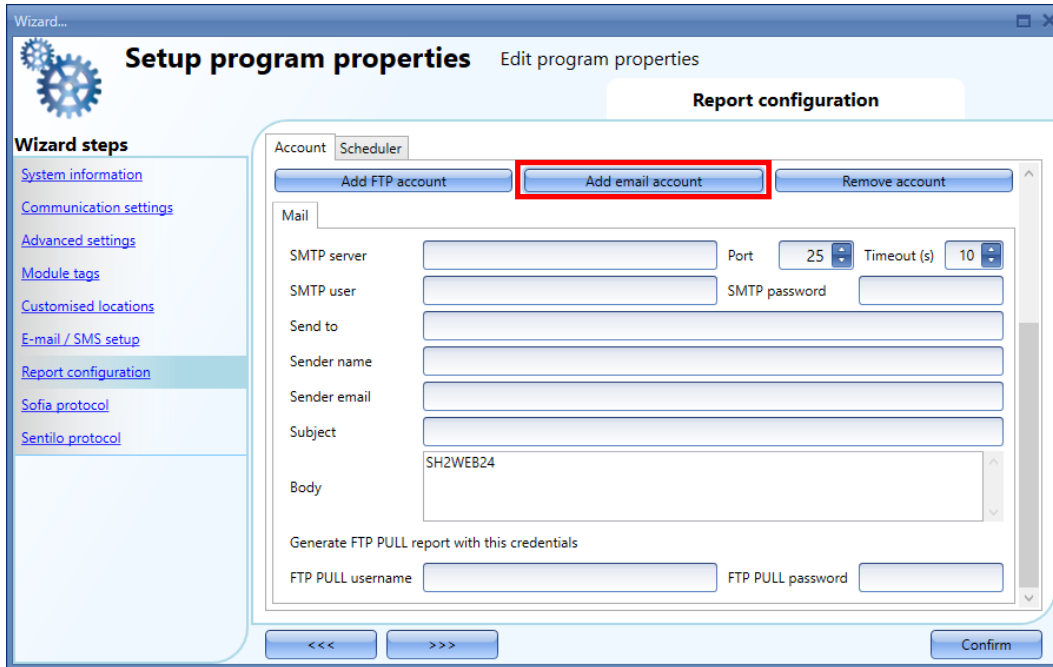 Wizard...
Setup program properties Edit program properties
Report configuration
Wizard steps
System information
Communication settings
Advanced settings
Module tags
Customised locations
E-mail / SMS setup
Report configuration
Sofia protocol
Sentilo protocol
Account Scheduler
Add FTP account Add email account Remove account
Mail
SMTP server Port 25 Timeout (s) 10
SMTP user SMTP password
Send to
Sender name
Sender email
Subject
Body SH2WEB24
Generate FTP PULL report with this credentials
FTP PULL username FTP PULL password
<<< >>> Confirm